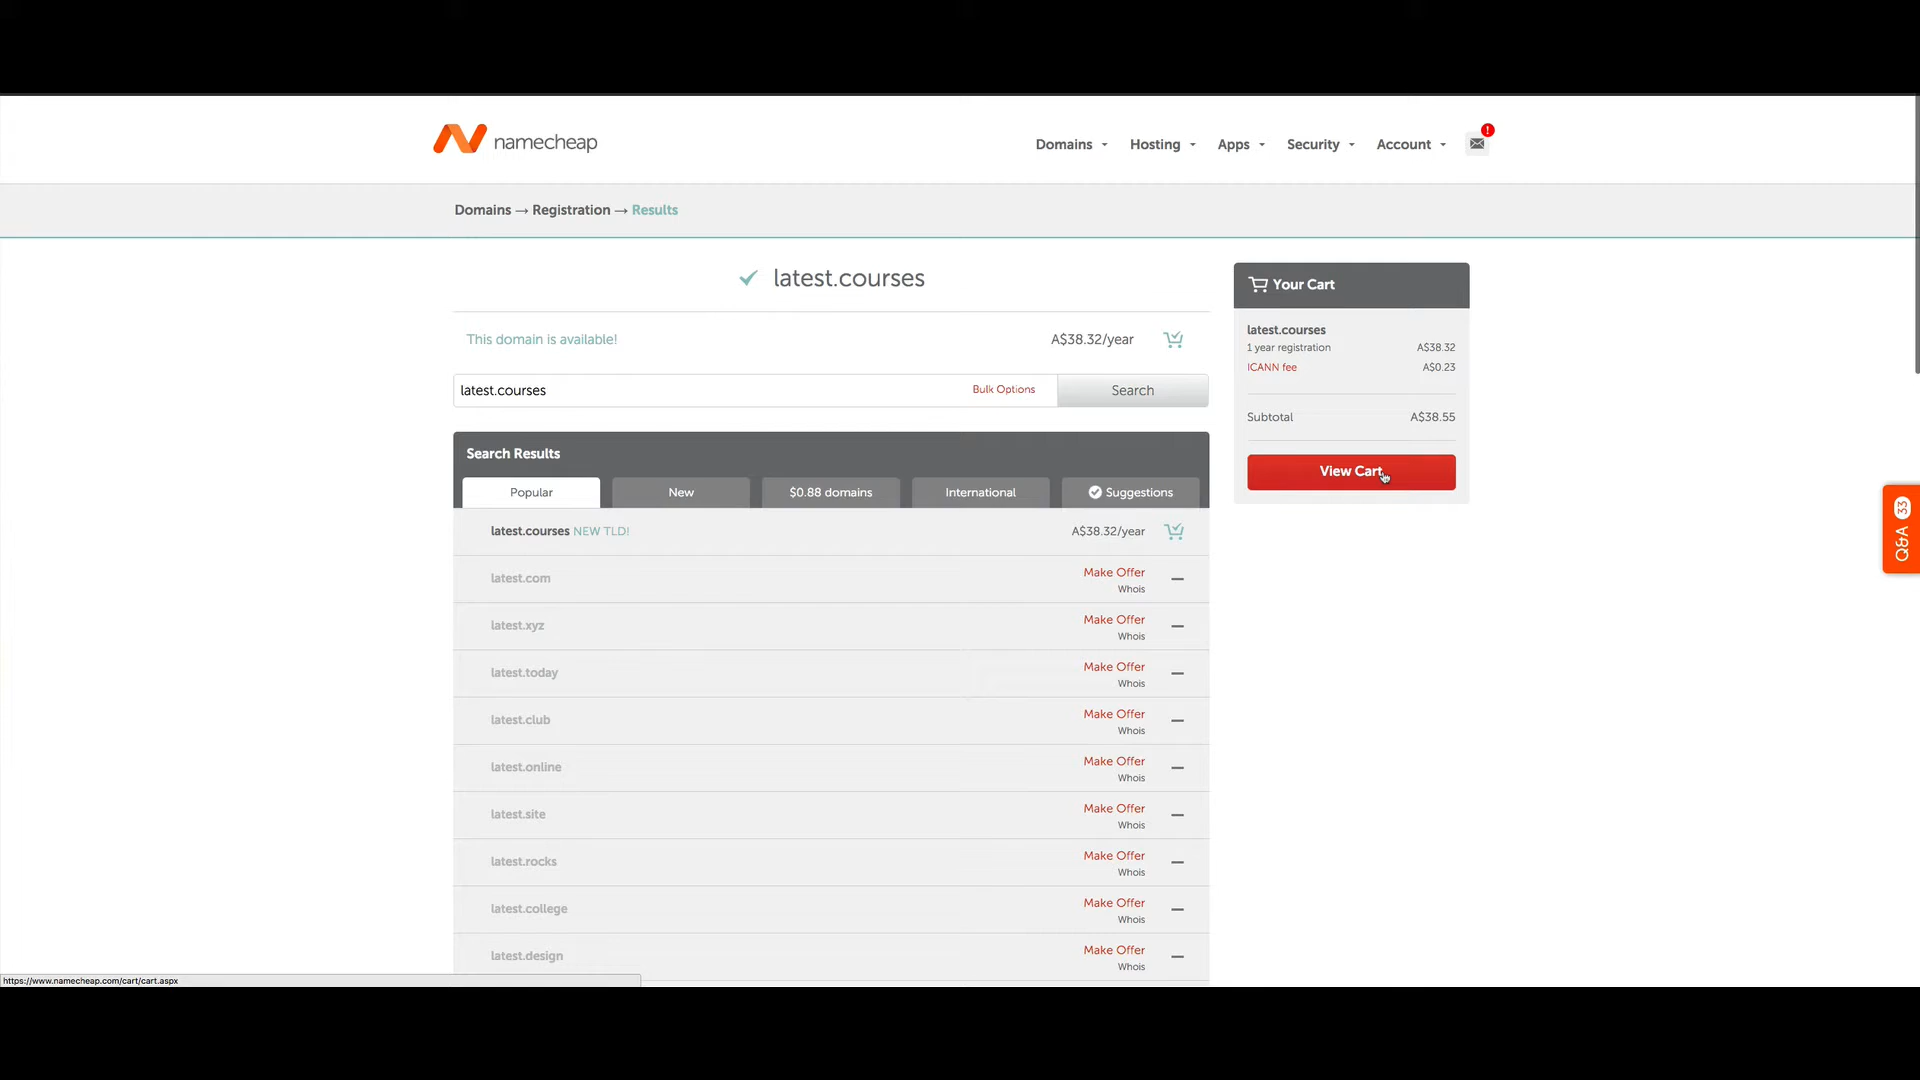 namecheap
Domains Hosting Apps Security Account !
Domains → Registration → Results
latest.courses
This domain is available! A$38.32/year
latest.courses Bulk Options Search
Your Cart
latest.courses
1 year registration A$38.32
ICANN fee A$0.23
Subtotal A$38.55
View Cart
Search Results
Popular New $0.88 domains International Suggestions
latest.courses NEW TLD! A$38.32/year
latest.com Make Offer
Whois
latest.xyz Make Offer
Whois
latest.today Make Offer
Whois
latest.club Make Offer
Whois
latest.online Make Offer
Whois
latest.site Make Offer
Whois
latest.rocks Make Offer
Whois
latest.college Make Offer
Whois
latest.design Make Offer
Whois
Q&A 33
https://www.namecheap.com/cart/cart.aspx